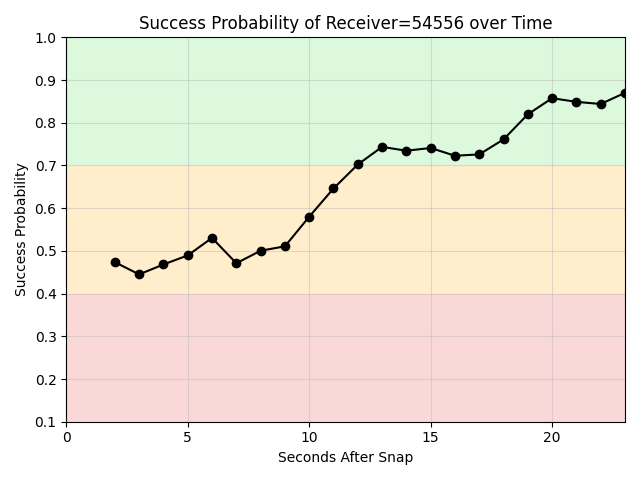 Success Probability of Receiver=54556 over Time
1.0
0.9
0.8
0.7
0.6
0.5
0.4
0.3
0.2
0.1
Success Probability
0 5 10 15 20
Seconds After Snap